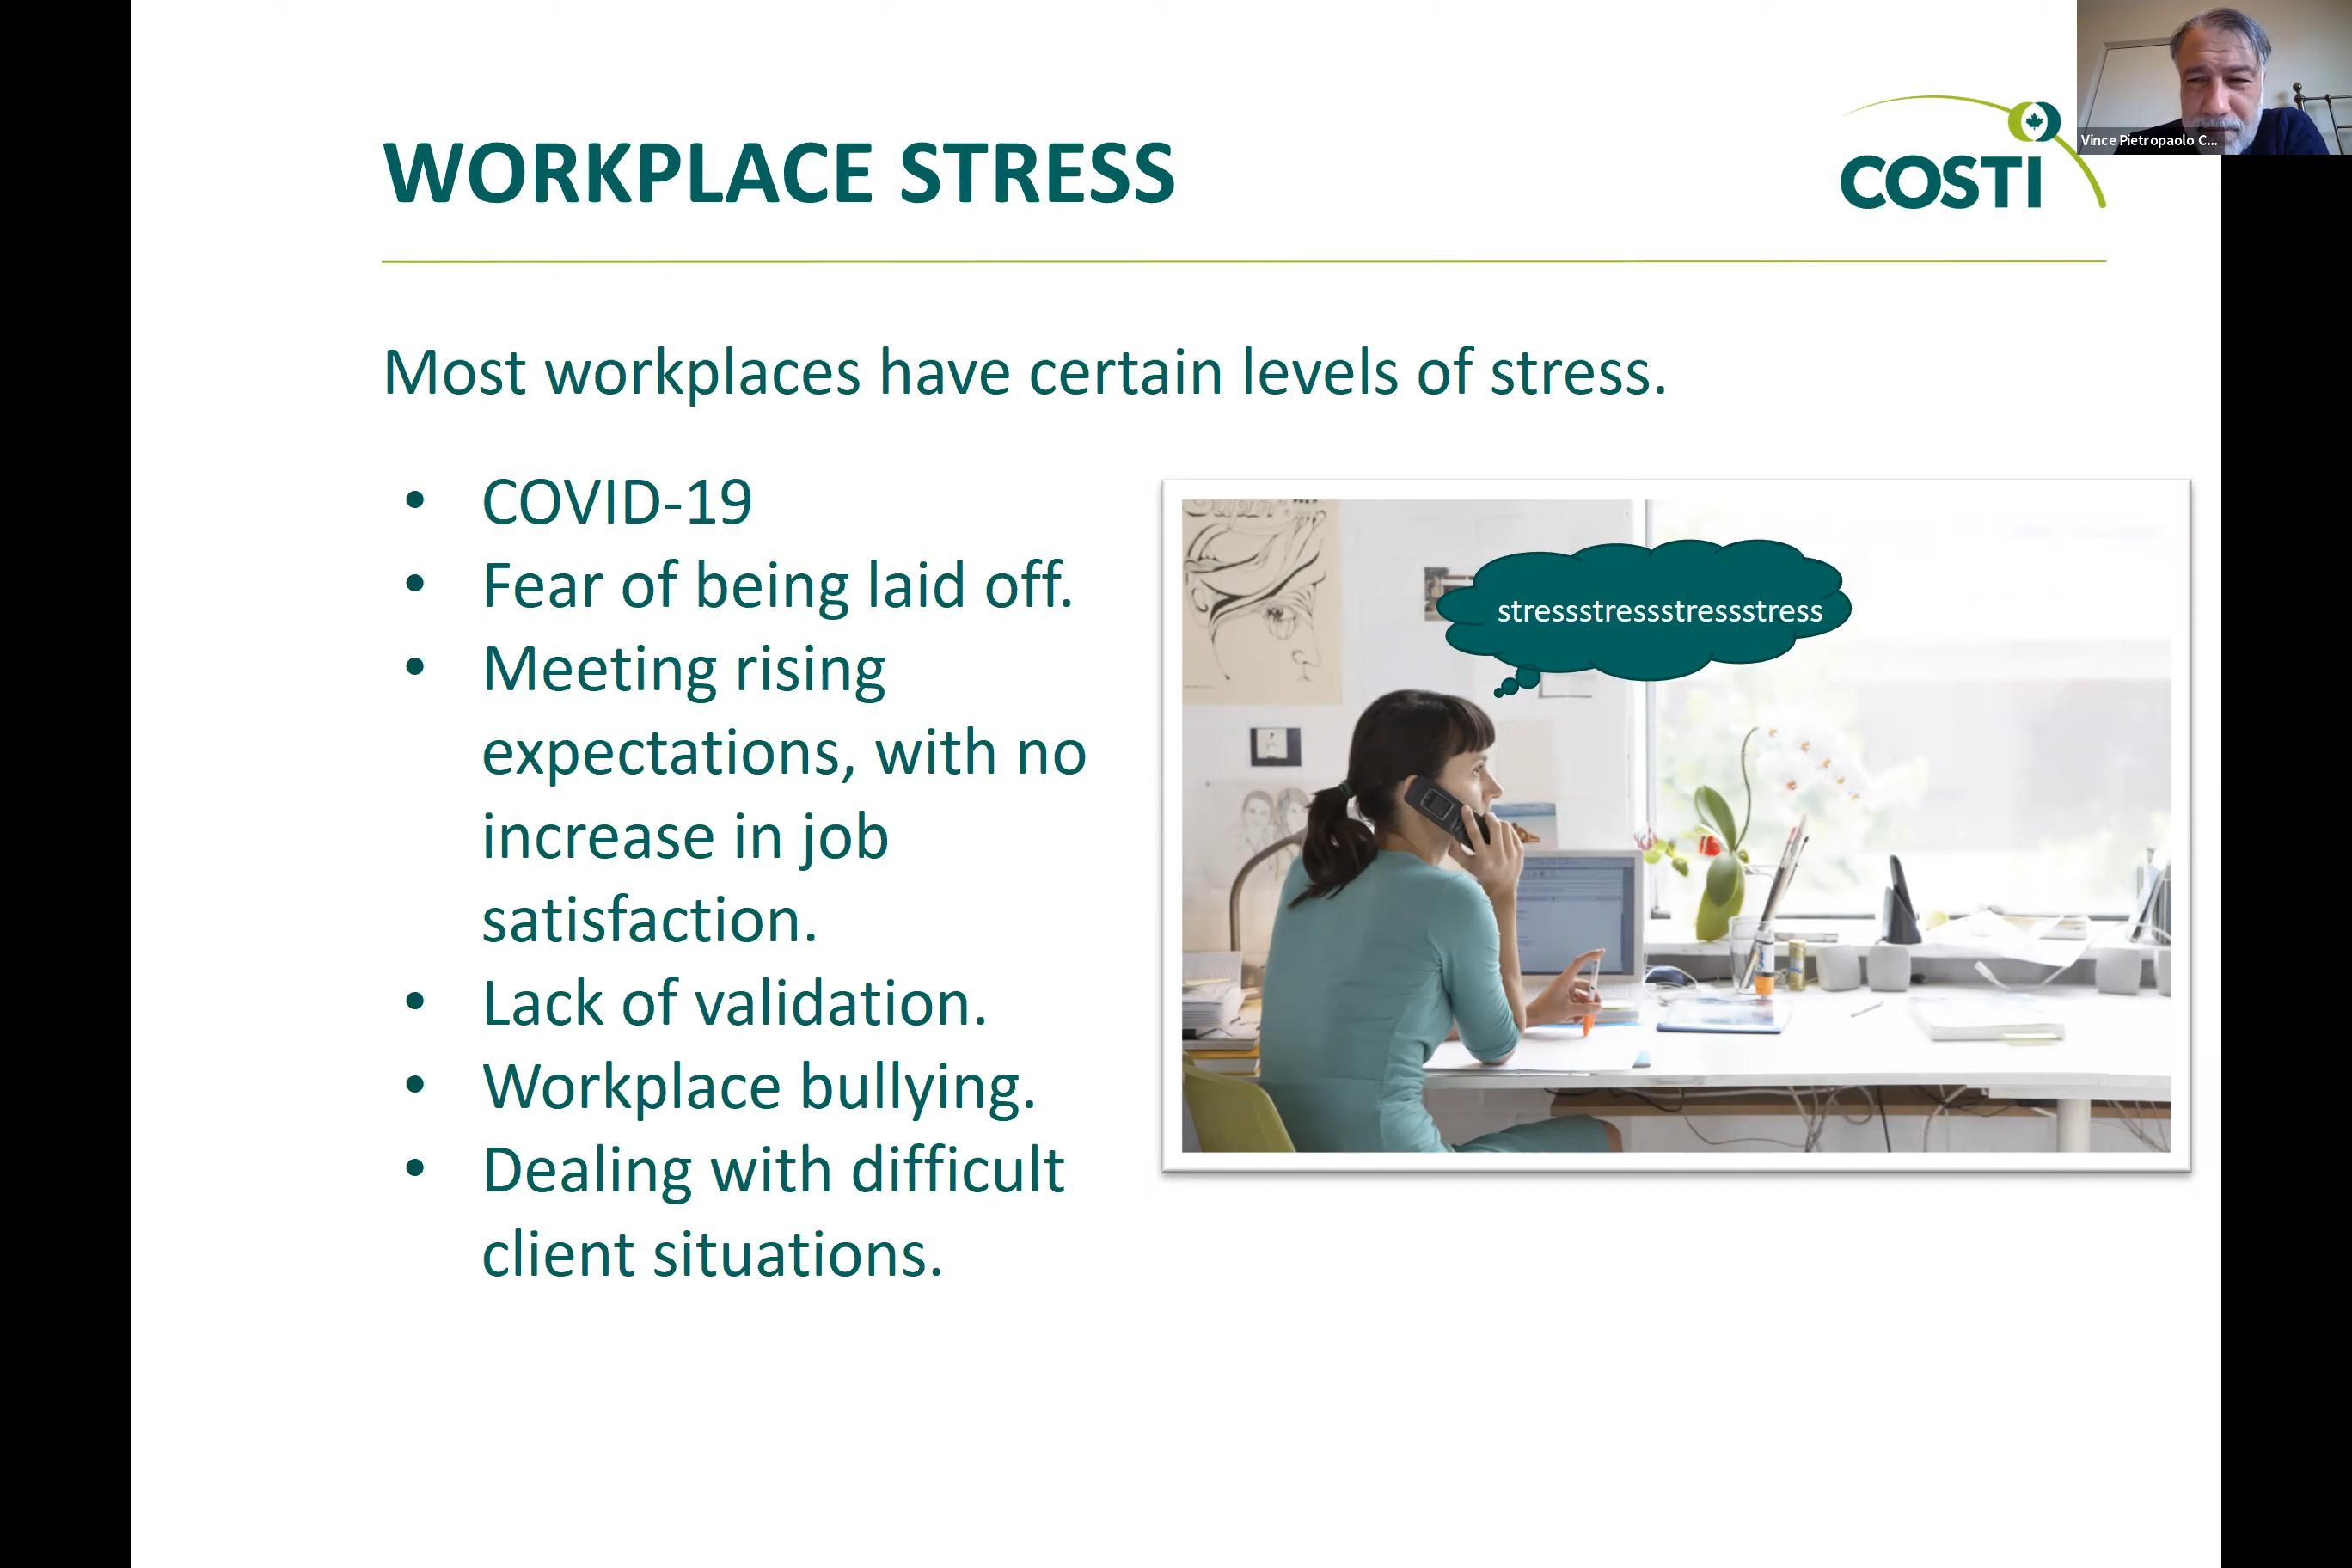 Vince Pietropaolo C...
COSTI
WORKPLACE STRESS
Most workplaces have certain levels of stress.
• COVID-19
• Fear of being laid off.
• Meeting rising
expectations, with no
increase in job
satisfaction.
• Lack of validation.
• Workplace bullying.
• Dealing with difficult
client situations.
stressstressstressstress